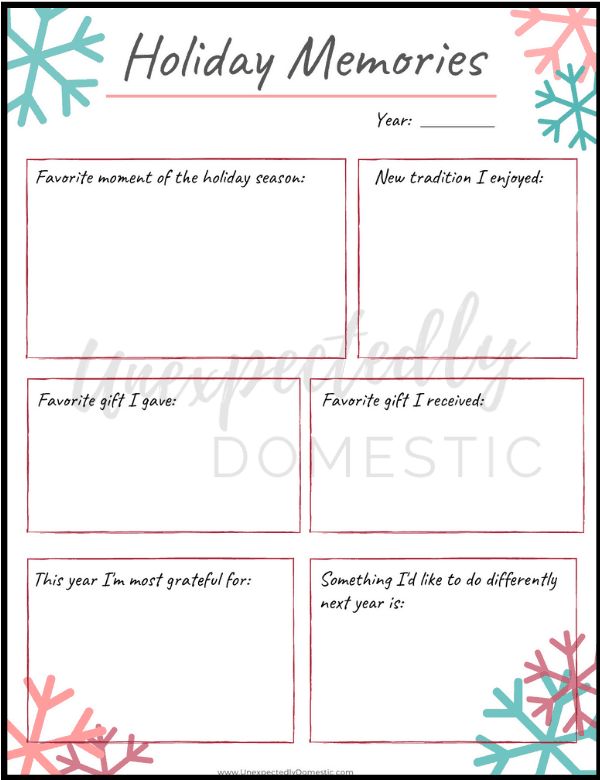 Holiday Memories
Year:
Favorite moment of the holiday season:
New tradition I enjoyed:
Unexpectedly
DOMESTIC
Favorite gift I gave:
Favorite gift I received:
This year I'm most grateful for:
Something I'd like to do differently
next year is:
www.UnexpectedlyDomestic.com